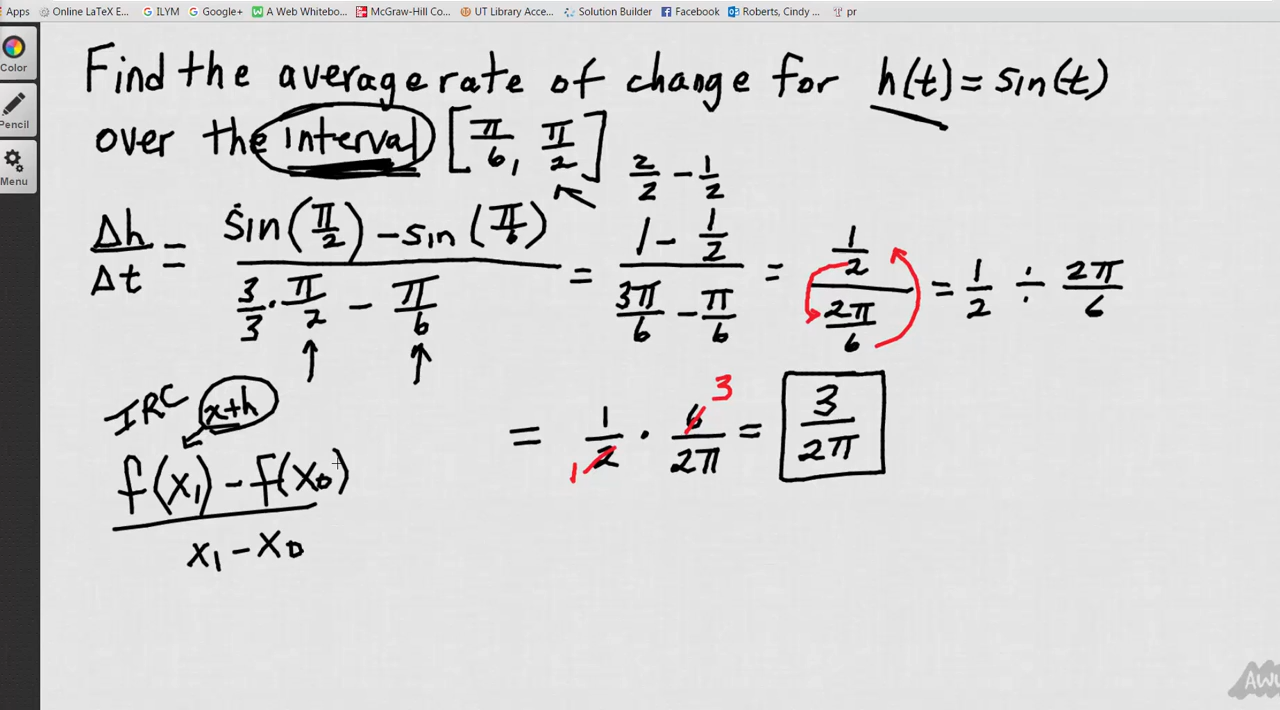 Apps Online LaTeX E... ILYM Congrats! Quest A Web Whitebo... McGraw-Hill Co... UT Library Acce... Solution Builder Facebook Roberts, Cindy pr
Color
Pencil
Menu
Find the average rate of change for h(t) = sin(t)
over the interval [π/6, π/2]
2/2 - 1/2
Δh/Δt = (sin(π/2) - sin(π/6))/(3/3 · π/2 - π/6) = (1 - 1/2)/(3π/6 - π/6) = (1/2)/(2π/6) = 1/2 ÷ 2π/6
= 1/2 · 6/2π = 3/2π
1 3
IRC x+h
f(x₁) - f(x₀)
x₁ - x₀